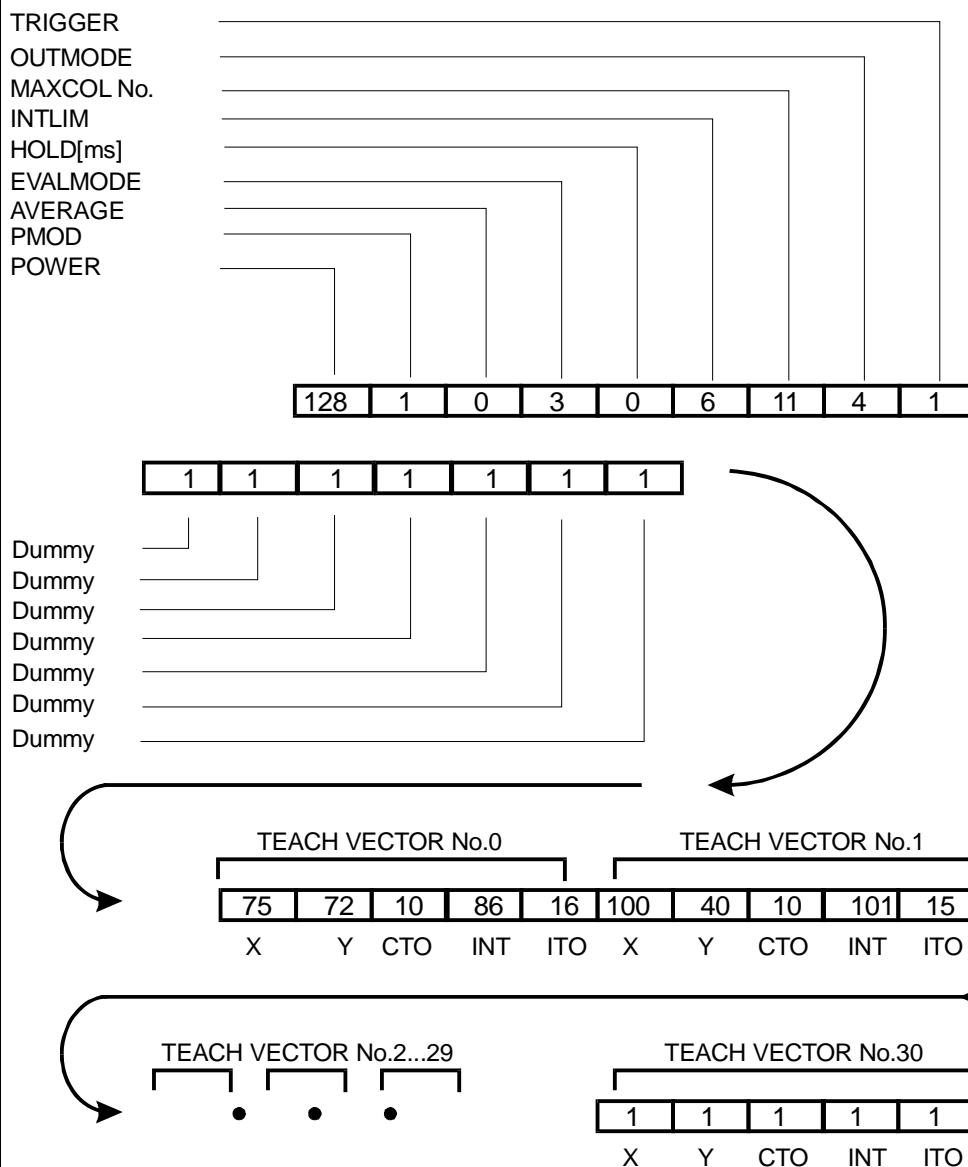 TRIGGER
OUTMODE
MAXCOL No.
INTLIM
HOLD[ms]
EVALMODE
AVERAGE
PMOD
POWER
128 1 0 3 0 6 11 4 1
1 1 1 1 1 1 1
Dummy
Dummy
Dummy
Dummy
Dummy
Dummy
Dummy
TEACH VECTOR No.0 TEACH VECTOR No.1
75 72 10 86 16 100 40 10 101 15
X Y CTO INT ITO X Y CTO INT ITO
TEACH VECTOR No.2...29 TEACH VECTOR No.30
1 1 1 1 1
X Y CTO INT ITO